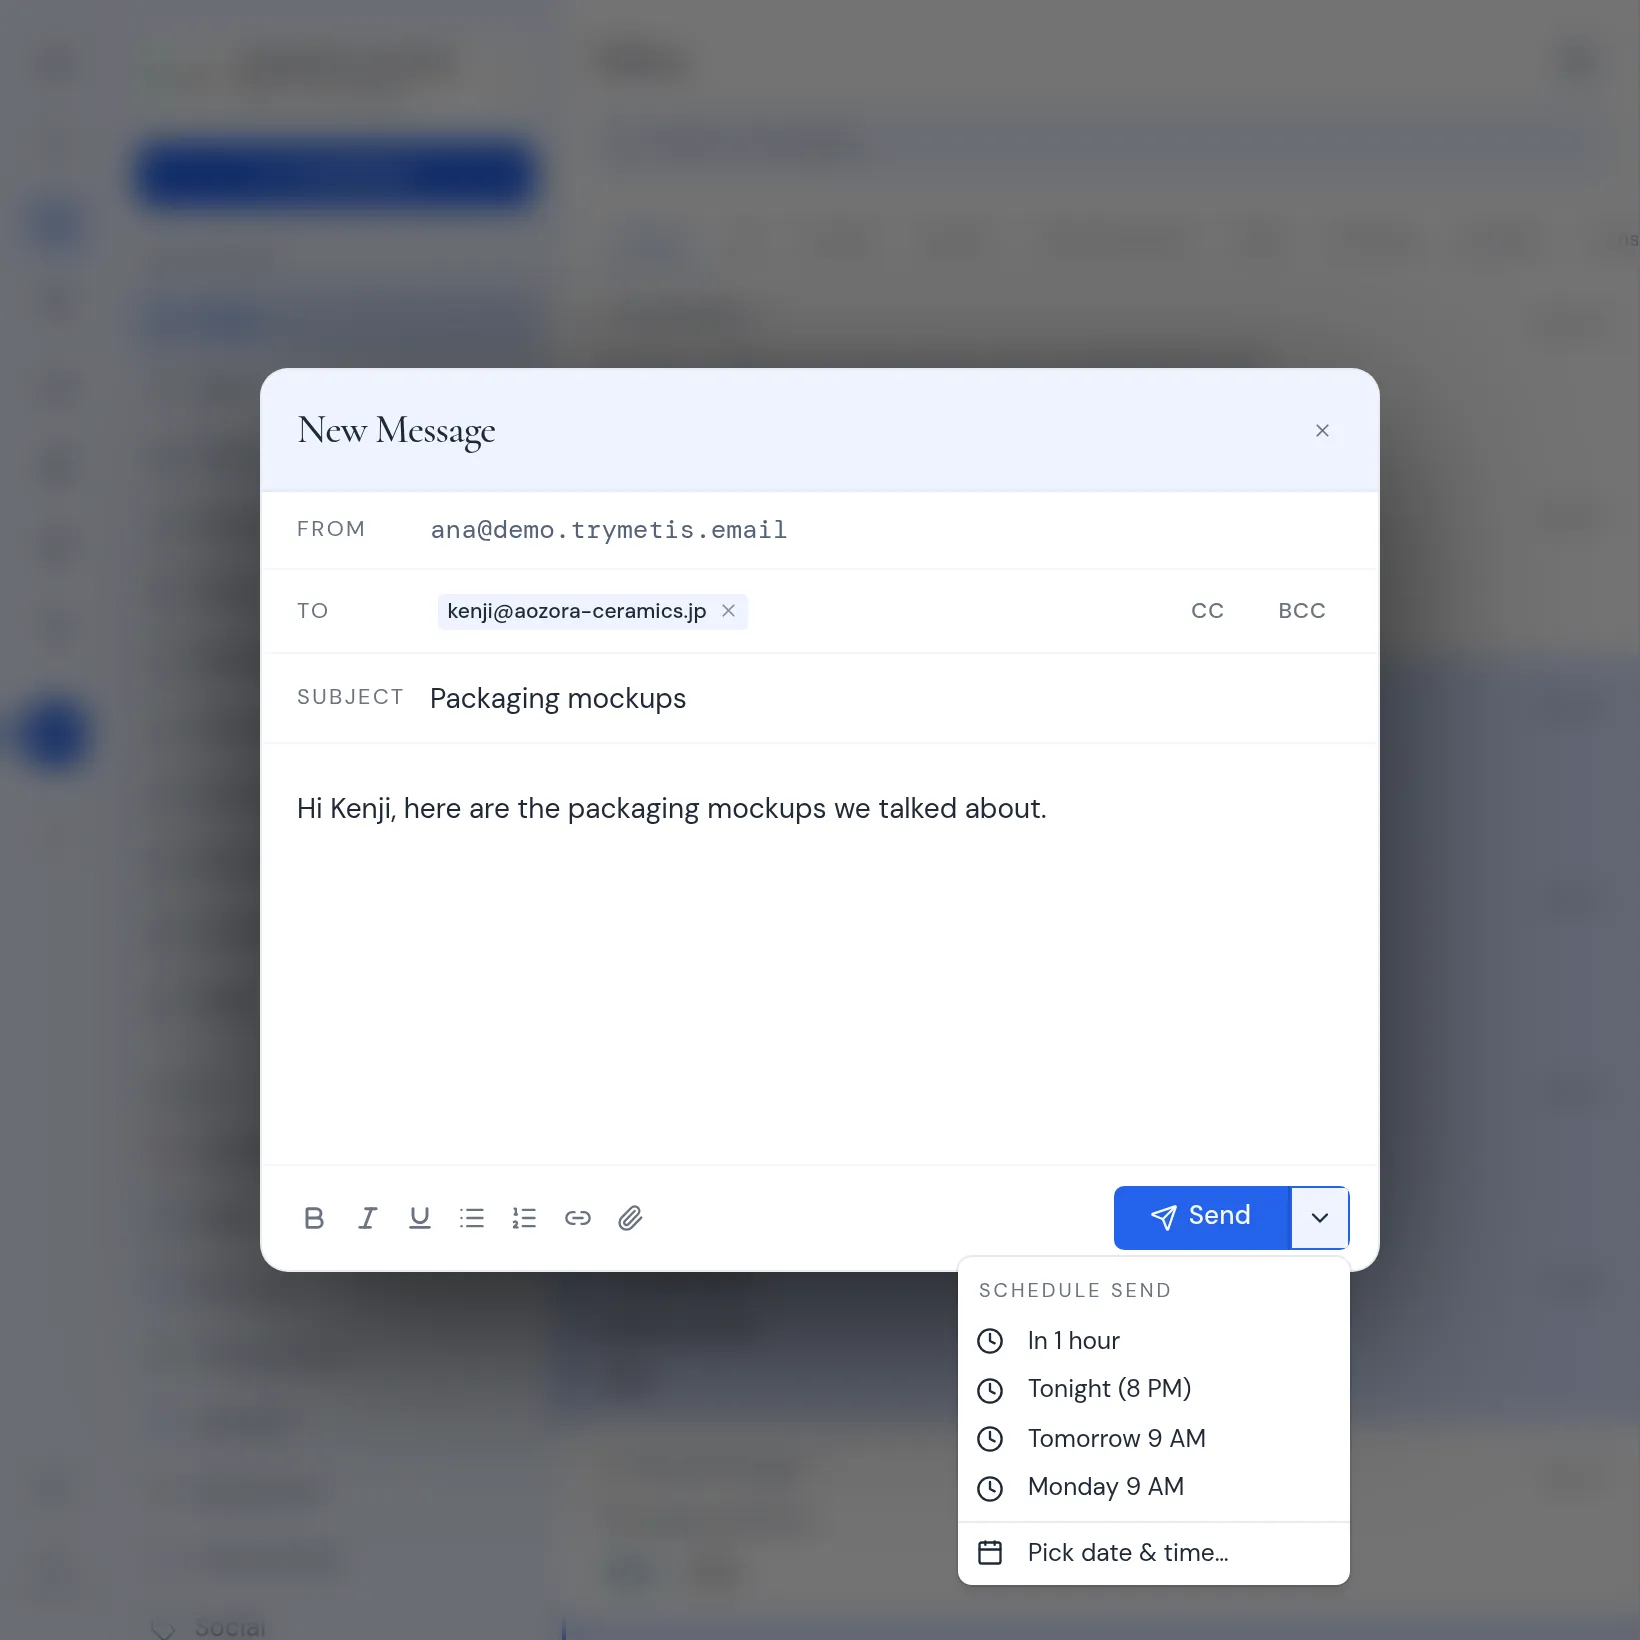 New Message
FROM ana@demo.trymetis.email
TO kenji@aozora-ceramics.jp CC BCC
SUBJECT Packaging mockups
Hi Kenji, here are the packaging mockups we talked about.
Send
SCHEDULE SEND
In 1 hour
Tonight (8 PM)
Tomorrow 9 AM
Monday 9 AM
Pick date & time...
Social